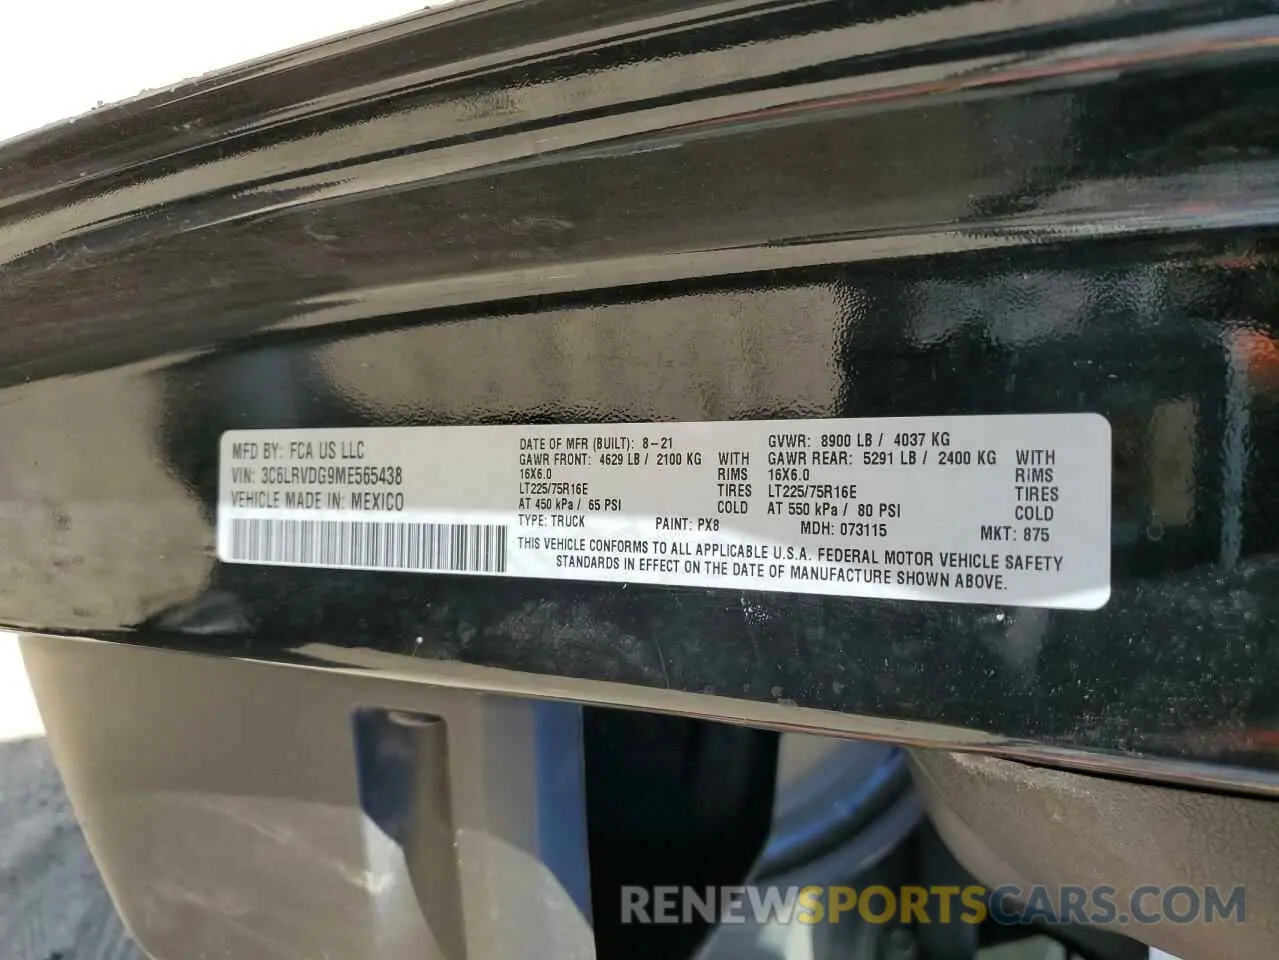 MFD BY: FCA US LLC
VIN: 3C6LRVDG9ME565438
VEHICLE MADE IN: MEXICO
DATE OF MFR (BUILT): 8-21
GAWR FRONT: 4629 LB / 2100 KG WITH
16X6.0 RIMS
LT225/75R16E TIRES
AT 450 kPa / 65 PSI COLD
GVWR: 8900 LB / 4037 KG
GAWR REAR: 5291 LB / 2400 KG WITH
16X6.0 RIMS
LT225/75R16E TIRES
AT 550 kPa / 80 PSI COLD
TYPE: TRUCK PAINT: PX8 MDH: 073115 MKT: 875
THIS VEHICLE CONFORMS TO ALL APPLICABLE U.S.A. FEDERAL MOTOR VEHICLE SAFETY
STANDARDS IN EFFECT ON THE DATE OF MANUFACTURE SHOWN ABOVE.
RENEWSPORTSCARS.COM